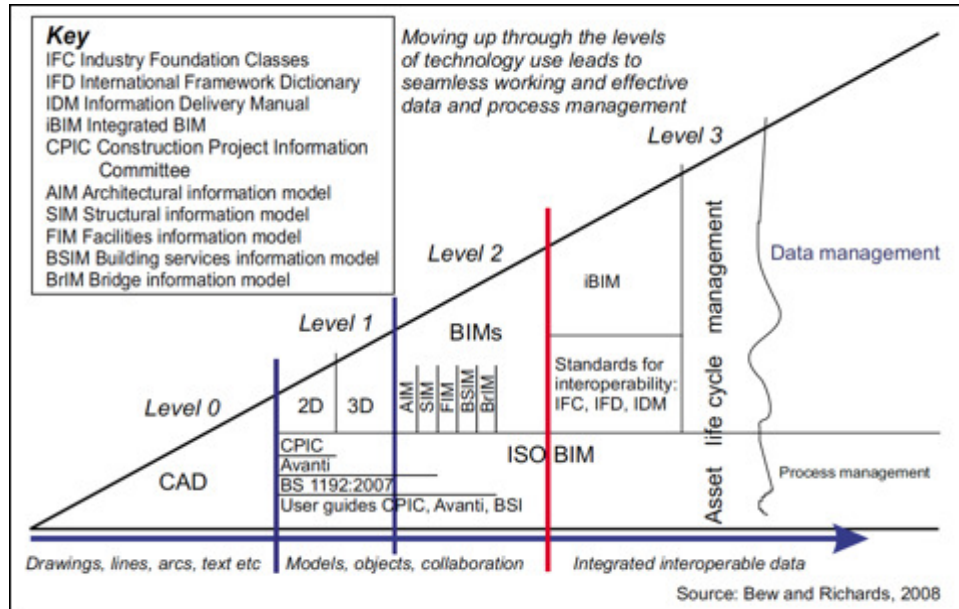 Key
IFC Industry Foundation Classes
IFD International Framework Dictionary
IDM Information Delivery Manual
iBIM Integrated BIM
CPIC Construction Project Information
Committee
AIM Architectural information model
SIM Structural information model
FIM Facilities information model
BSIM Building services information model
BrIM Bridge information model
Moving up through the levels
of technology use leads to
seamless working and effective
data and process management
Level 0
Level 1
Level 2
Level 3
CAD
2D
3D
BIMs
AIM
SIM
FIM
BSIM
BrIM
iBIM
Standards for
interoperability:
IFC, IFD, IDM
Asset life cycle management
Data management
Process management
CPIC
Avanti
BS 1192:2007
User guides CPIC, Avanti, BSI
ISO BIM
Drawings, lines, arcs, text etc
Models, objects, collaboration
Integrated interoperable data
Source: Bew and Richards, 2008